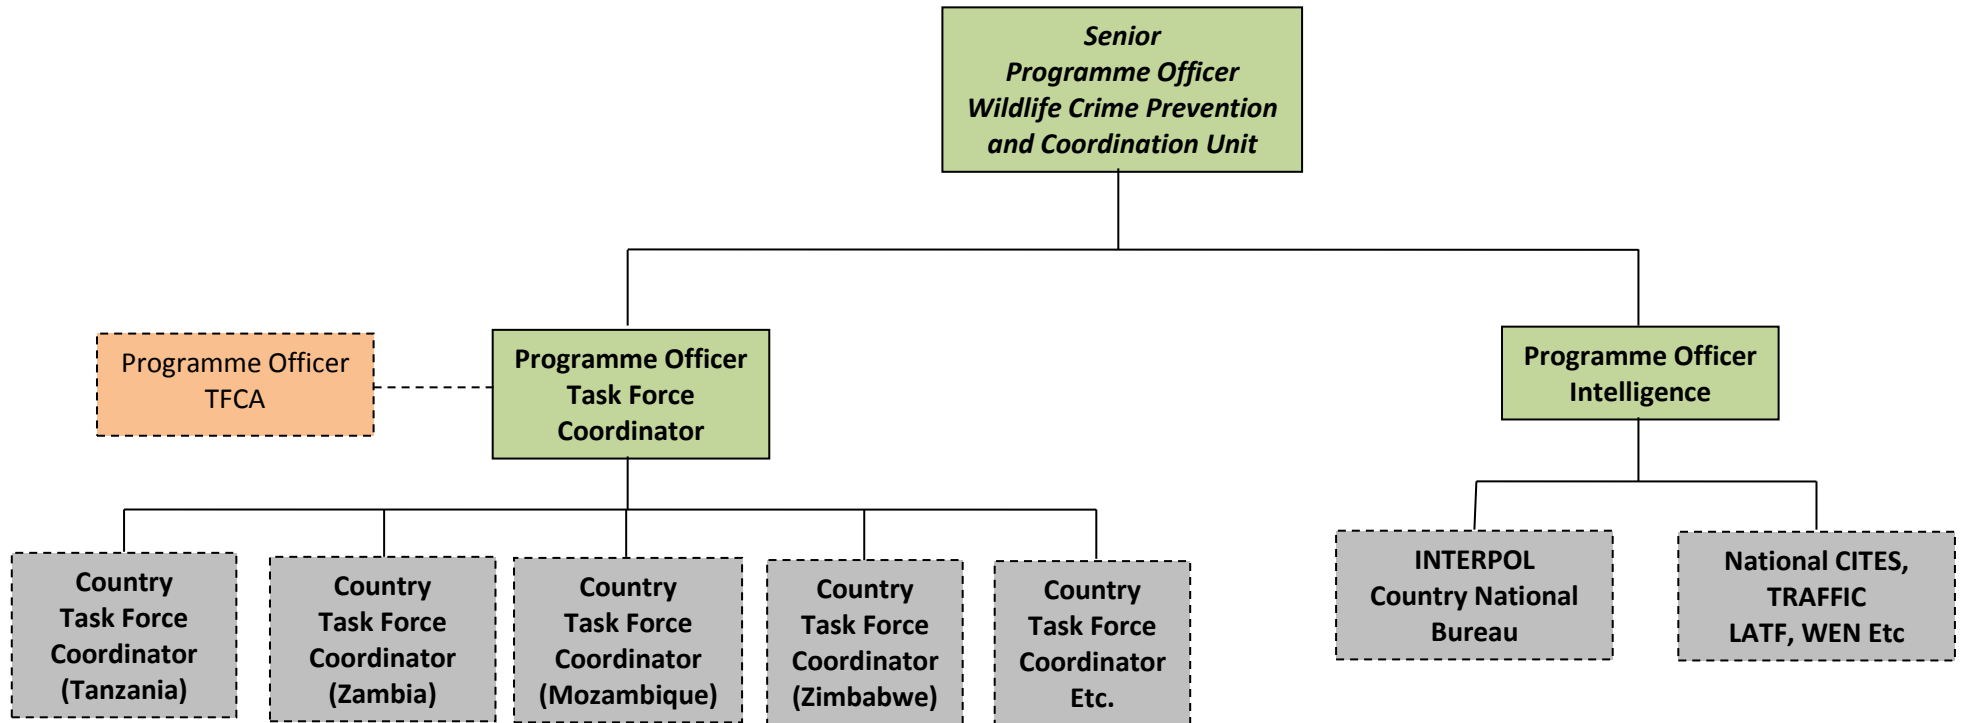 Senior
Programme Officer
Wildlife Crime Prevention
and Coordination Unit
Programme Officer
TFCA
Programme Officer
Task Force
Coordinator
Programme Officer
Intelligence
Country
Task Force
Coordinator
(Tanzania)
Country
Task Force
Coordinator
(Zambia)
Country
Task Force
Coordinator
(Mozambique)
Country
Task Force
Coordinator
(Zimbabwe)
Country
Task Force
Coordinator
Etc.
INTERPOL
Country National
Bureau
National CITES,
TRAFFIC
LATF, WEN Etc